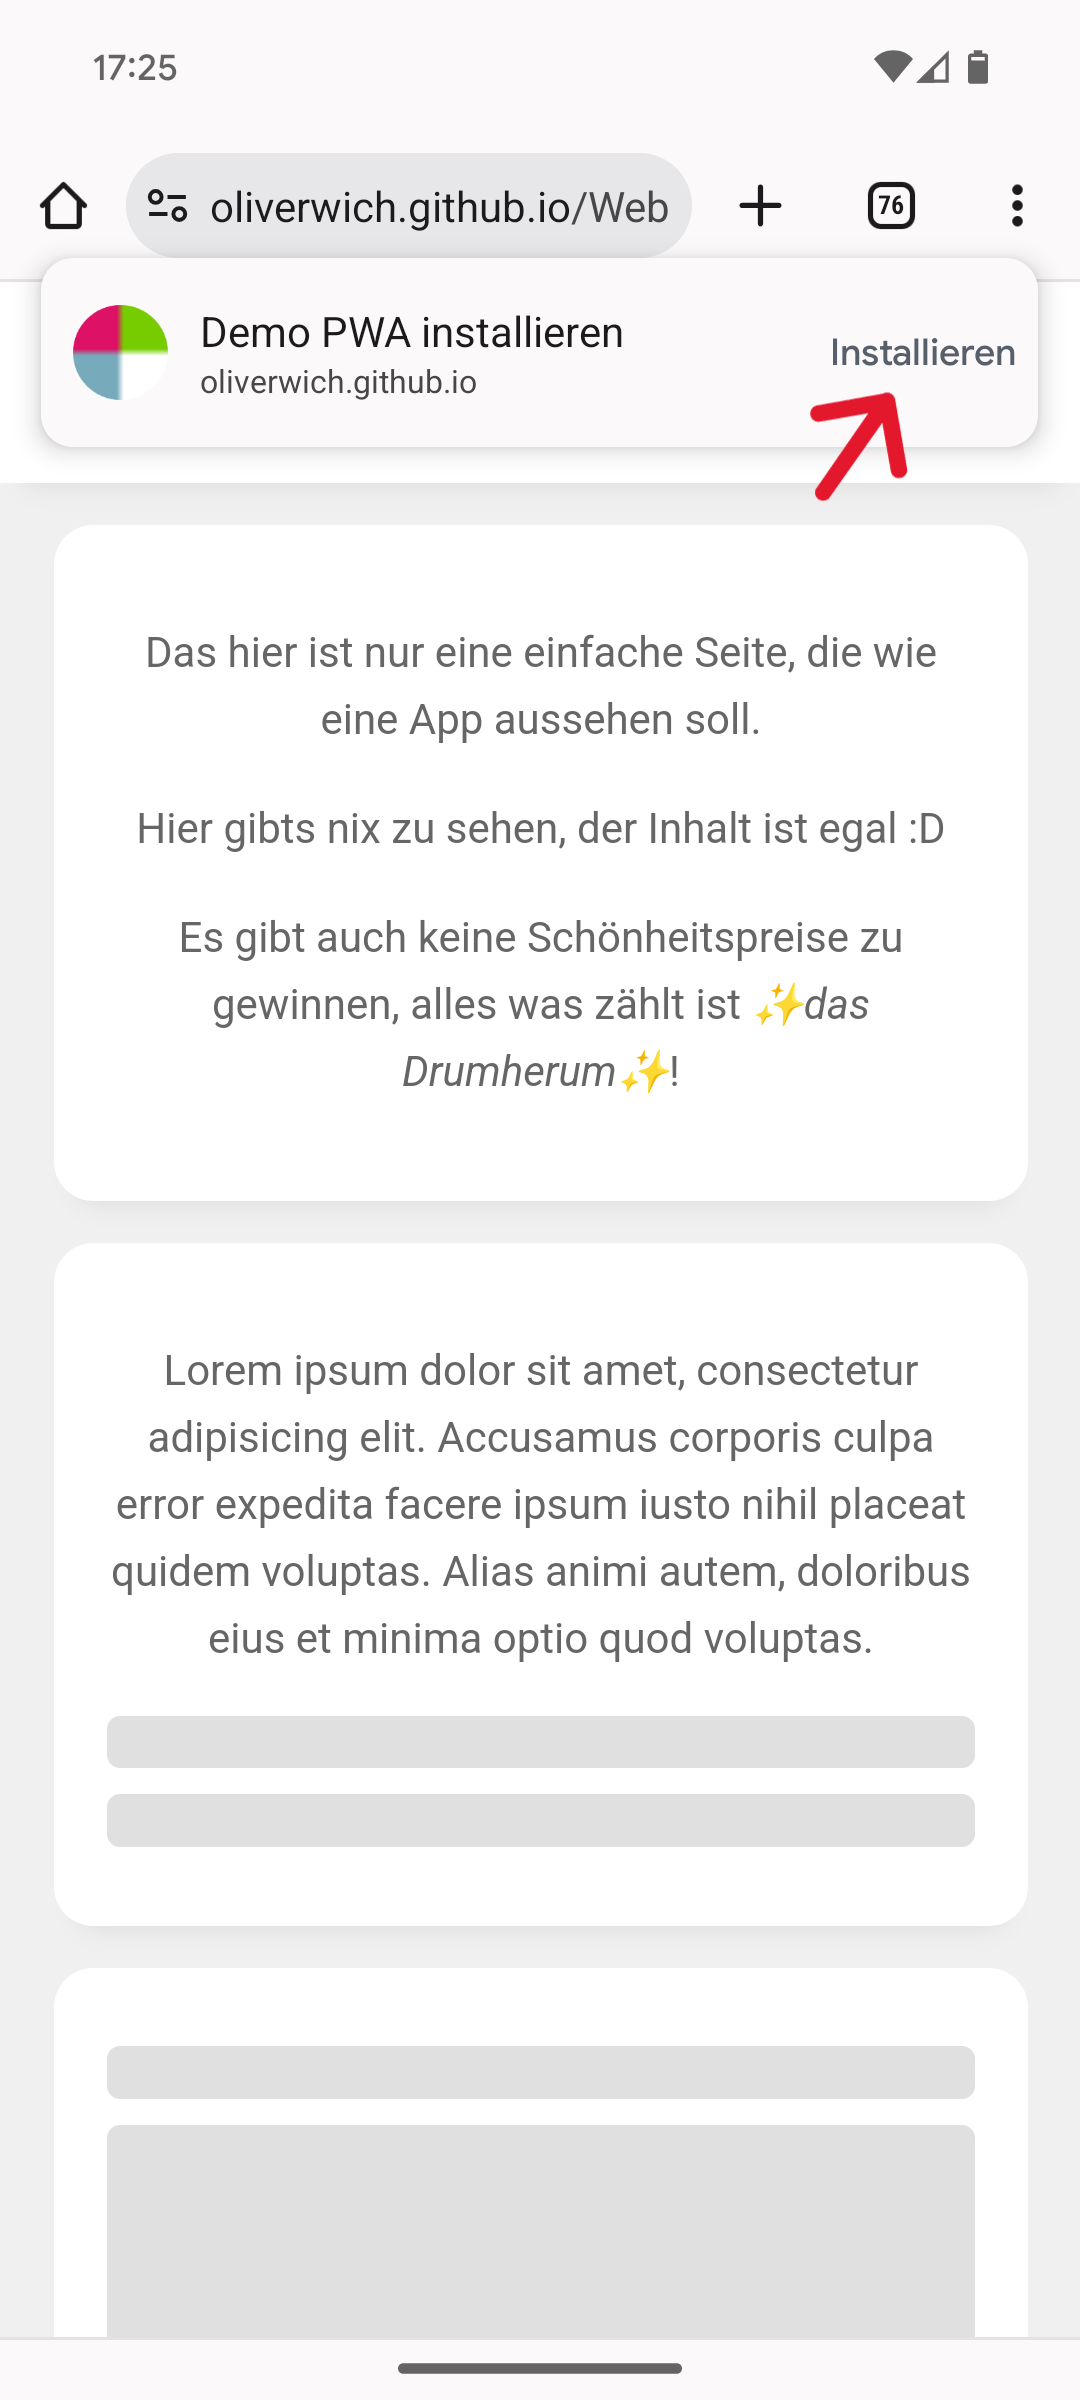 17:25
oliverwich.github.io/Web
76
Demo PWA installieren
oliverwich.github.io
Installieren
Das hier ist nur eine einfache Seite, die wie
eine App aussehen soll.
Hier gibts nix zu sehen, der Inhalt ist egal :D
Es gibt auch keine Schönheitspreise zu
gewinnen, alles was zählt ist ✨das
Drumherum✨!
Lorem ipsum dolor sit amet, consectetur
adipisicing elit. Accusamus corporis culpa
error expedita facere ipsum iusto nihil placeat
quidem voluptas. Alias animi autem, doloribus
eius et minima optio quod voluptas.